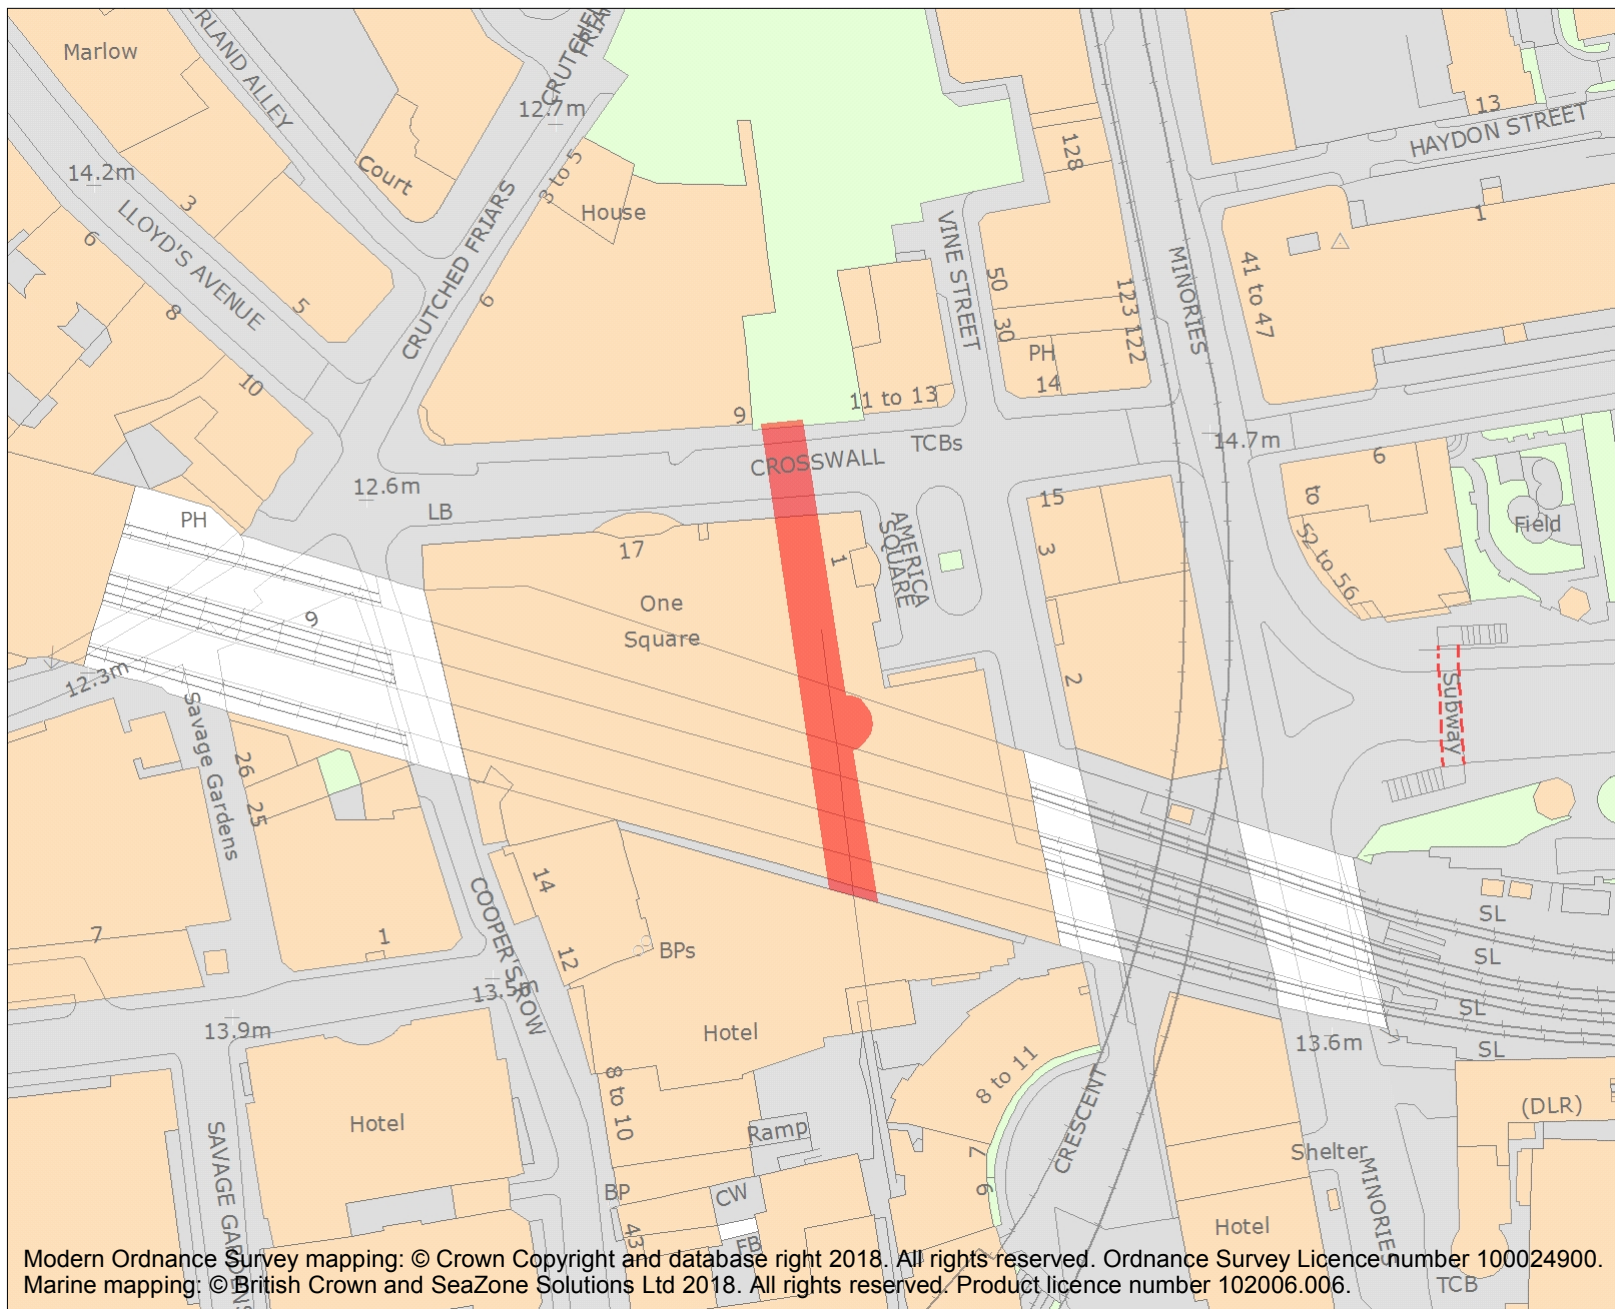 Marlow
ERLAND ALLEY
CRUTCHED
FRIA
12.7m
13
HAYDON STREET
128
Court
3 to 5
14.2m
3
LLOYD'S AVENUE
6
House
1
CRUTCHED FRIARS
VINE STREET
50
30
41 to 47
MINORIES
8
5
6
123
122
PH
14
10
9
11 to 13
TCBs
14.7m
CROSSWALL
6
12.6m
LB
15
to
52 to 56
Field
PH
17
1
AMERICA
SQUARE
3
One
Square
9
12.3m
2
Subway
Savage Gardens
26
25
14
COOPER'S ROW
SL
7
1
12
BPs
SL
13.5m
SL
13.9m
Hotel
13.6m
SL
8 to 11
8 to 10
CRESCENT
(DLR)
Hotel
Ramp
SAVAGE GARDENS
7
6
Shelter
MINORIES
BP
CW
43
FB
Hotel
TCB
Modern Ordnance Survey mapping: © Crown Copyright and database right 2018. All rights reserved. Ordnance Survey Licence number 100024900.
Marine mapping: © British Crown and SeaZone Solutions Ltd 2018. All rights reserved. Product licence number 102006.006.